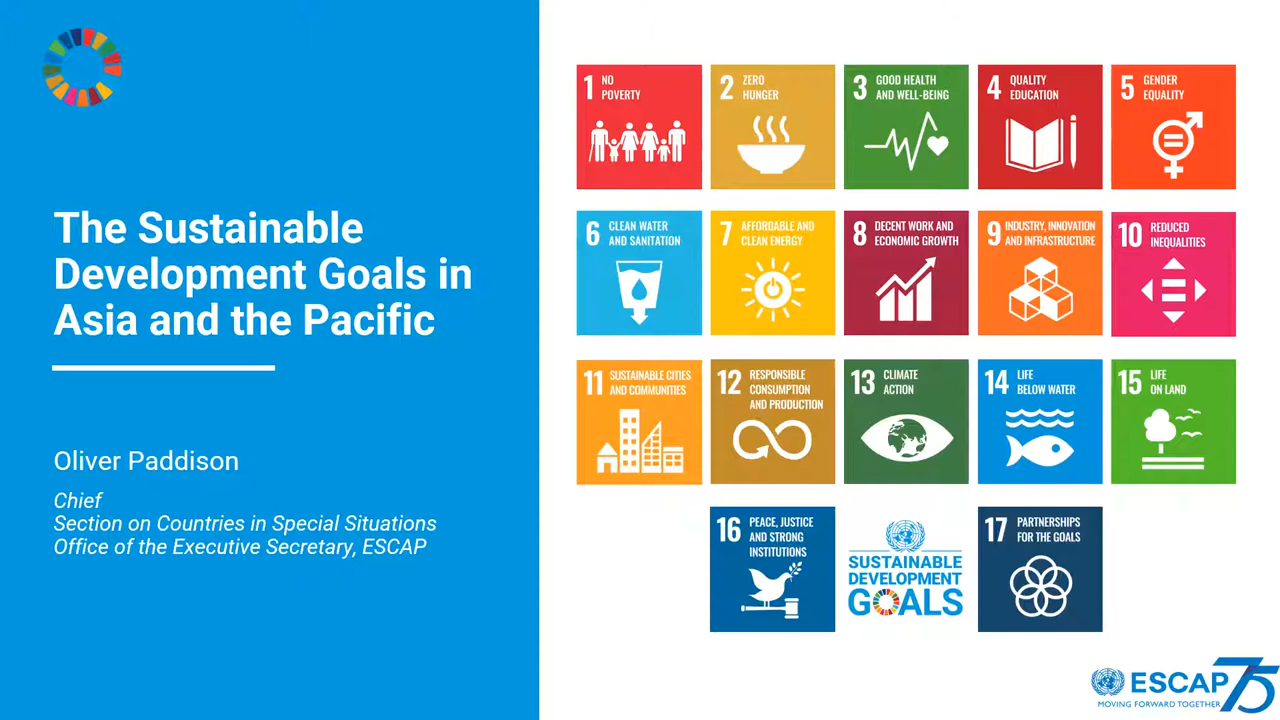 The Sustainable
Development Goals in
Asia and the Pacific
Oliver Paddison
Chief
Section on Countries in Special Situations
Office of the Executive Secretary, ESCAP
1 NO
POVERTY
2 ZERO
HUNGER
3 GOOD HEALTH
AND WELL-BEING
4 QUALITY
EDUCATION
5 GENDER
EQUALITY
6 CLEAN WATER
AND SANITATION
7 AFFORDABLE AND
CLEAN ENERGY
8 DECENT WORK AND
ECONOMIC GROWTH
9 INDUSTRY, INNOVATION
AND INFRASTRUCTURE
10 REDUCED
INEQUALITIES
11 SUSTAINABLE CITIES
AND COMMUNITIES
12 RESPONSIBLE
CONSUMPTION
AND PRODUCTION
13 CLIMATE
ACTION
14 LIFE
BELOW WATER
15 LIFE
ON LAND
16 PEACE, JUSTICE
AND STRONG
INSTITUTIONS
SUSTAINABLE
DEVELOPMENT
GOALS
17 PARTNERSHIPS
FOR THE GOALS
ESCAP 75
MOVING FORWARD TOGETHER